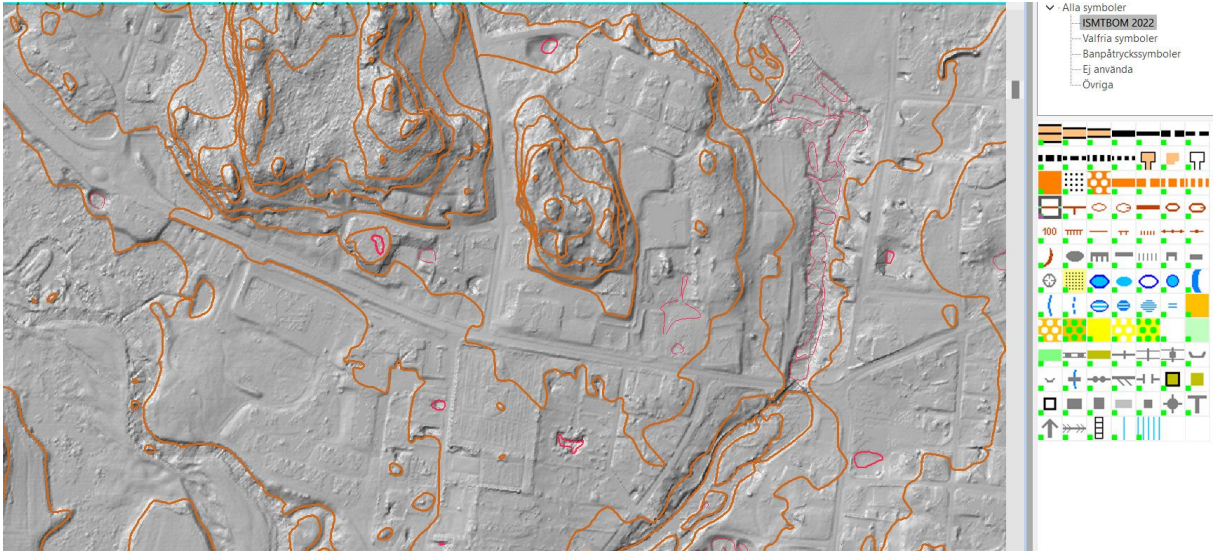 Alla symboler
ISMTBOM 2022
Valfria symboler
Banpåtryckssymboler
Ej använda
Övriga
100